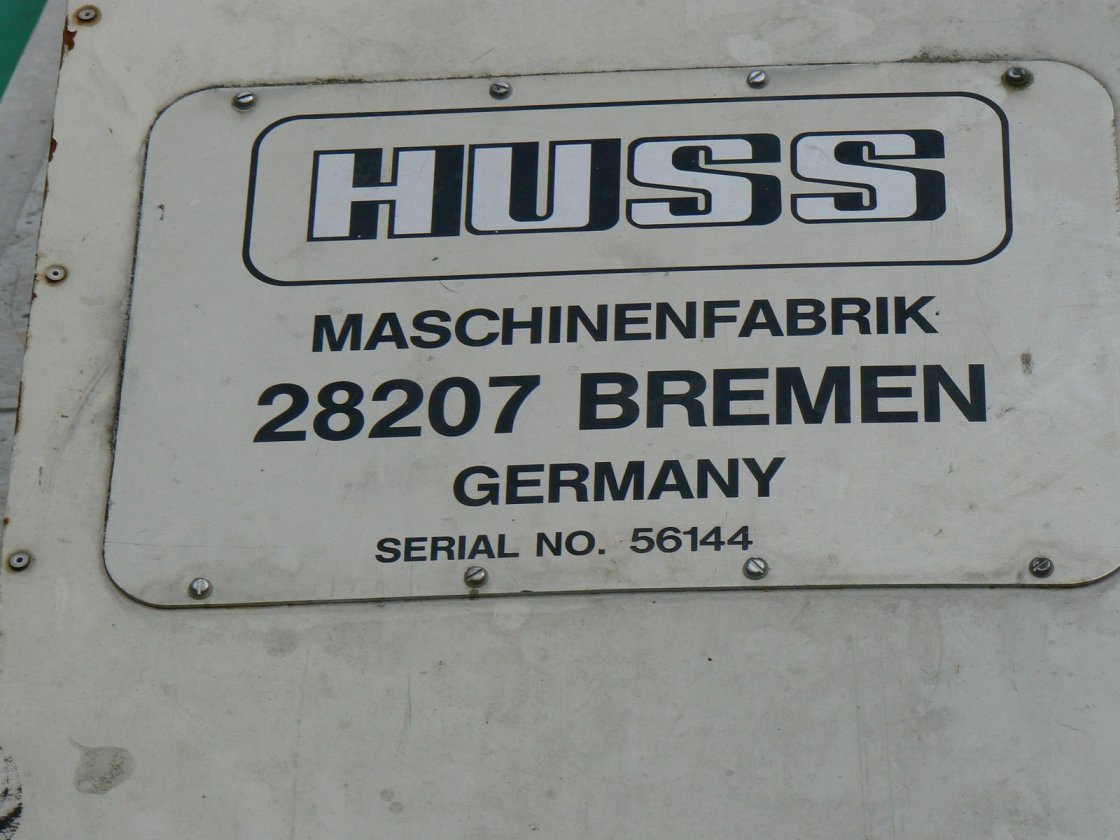 HUSS
MASCHINENFABRIK
28207 BREMEN
GERMANY
SERIAL NO. 56144